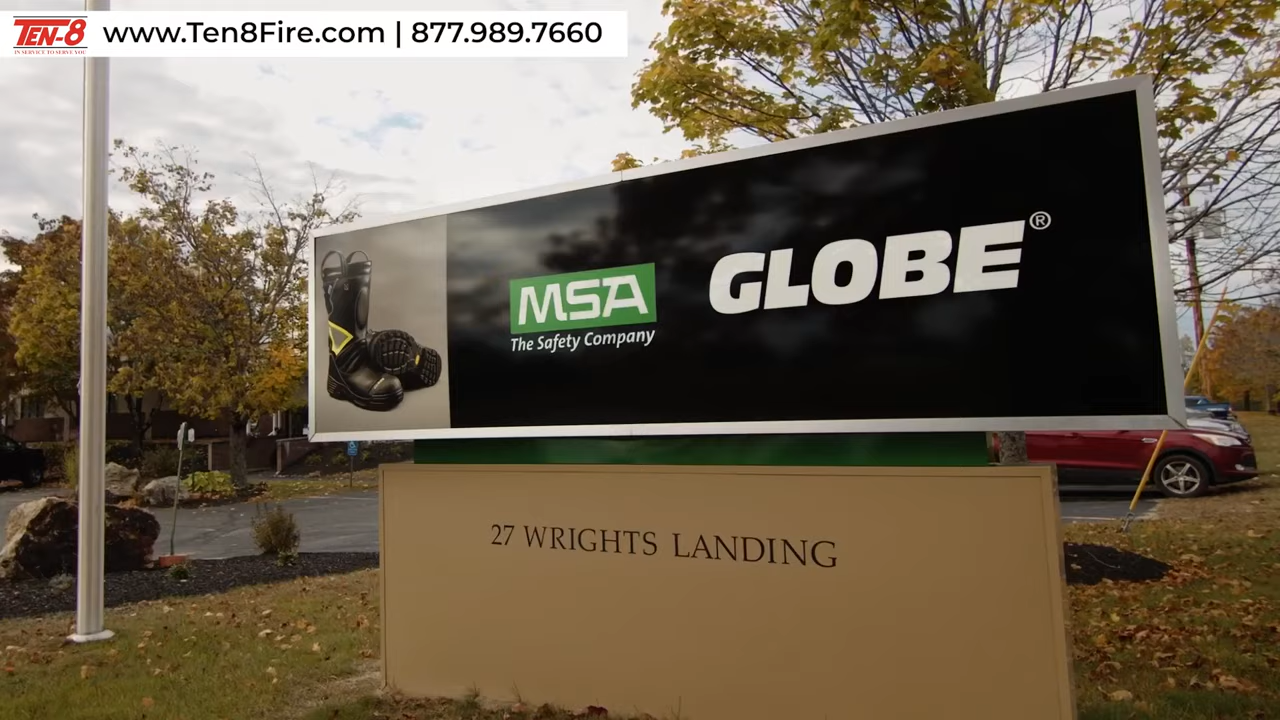 TEN-8
IN SERVICE TO SERVE YOU
www.Ten8Fire.com | 877.989.7660
MSA
The Safety Company
GLOBE®
27 WRIGHTS LANDING